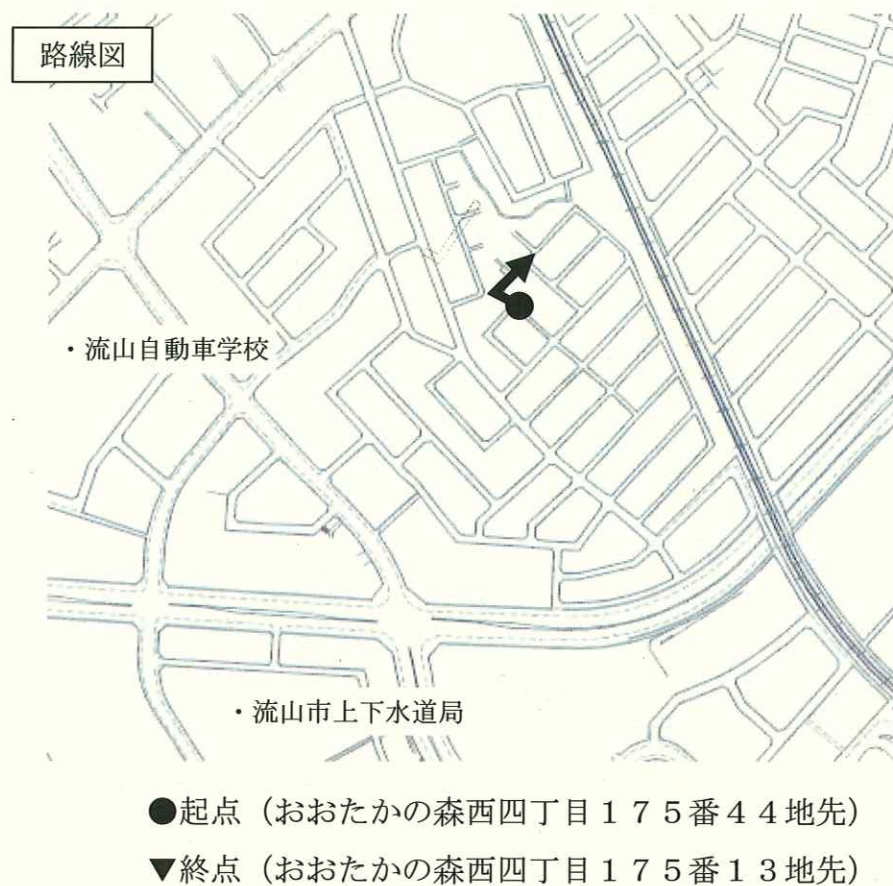 路線図
・流山自動車学校
・流山市上下水道局
●起点（おおたかの森西四丁目１７５番４４地先）
▼終点（おおたかの森西四丁目１７５番１３地先）